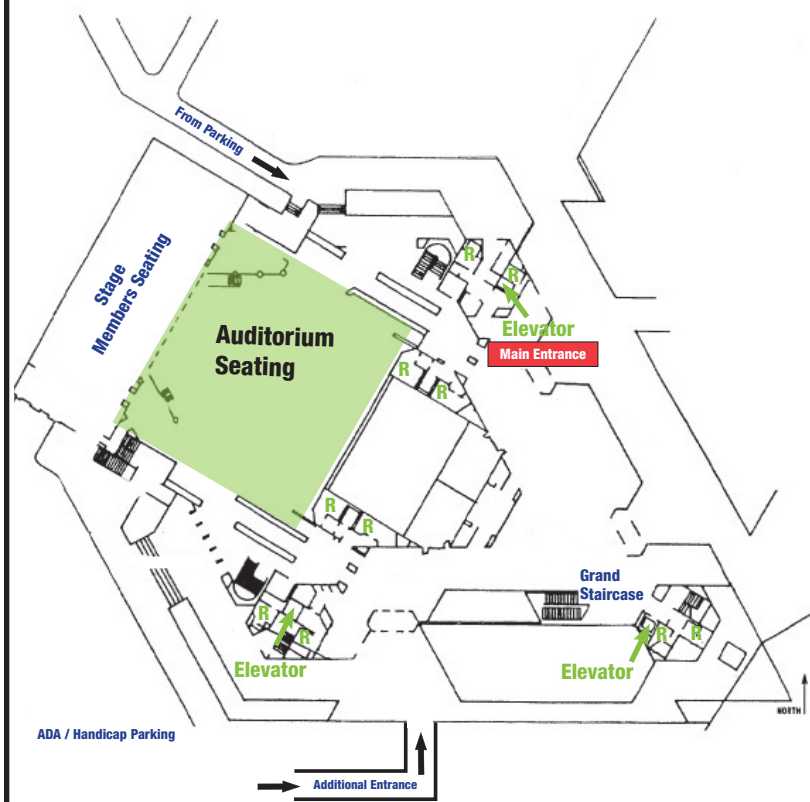 From Parking
Stage
Members Seating
Auditorium
Seating
R
R
Elevator
Main Entrance
R
R
R
R
Grand
Staircase
R
R
Elevator
R
R
Elevator
NORTH
ADA / Handicap Parking
Additional Entrance